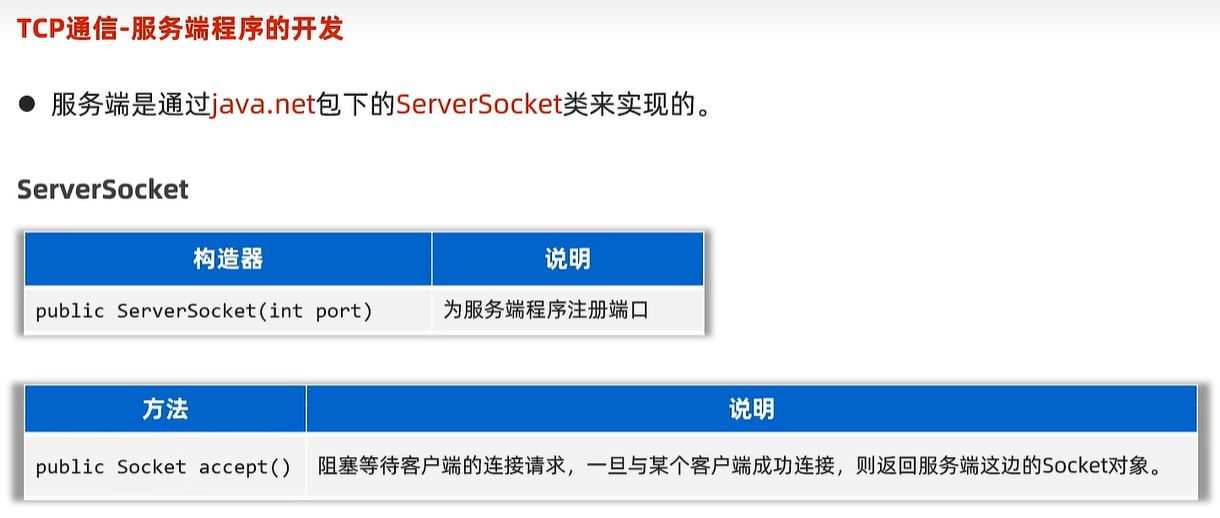 TCP通信-服务端程序的开发
● 服务端是通过java.net包下的ServerSocket类来实现的。
ServerSocket
构造器 说明
public ServerSocket(int port) 为服务端程序注册端口
方法 说明
public Socket accept() 阻塞等待客户端的连接请求，一旦与某个客户端成功连接，则返回服务端这边的Socket对象。